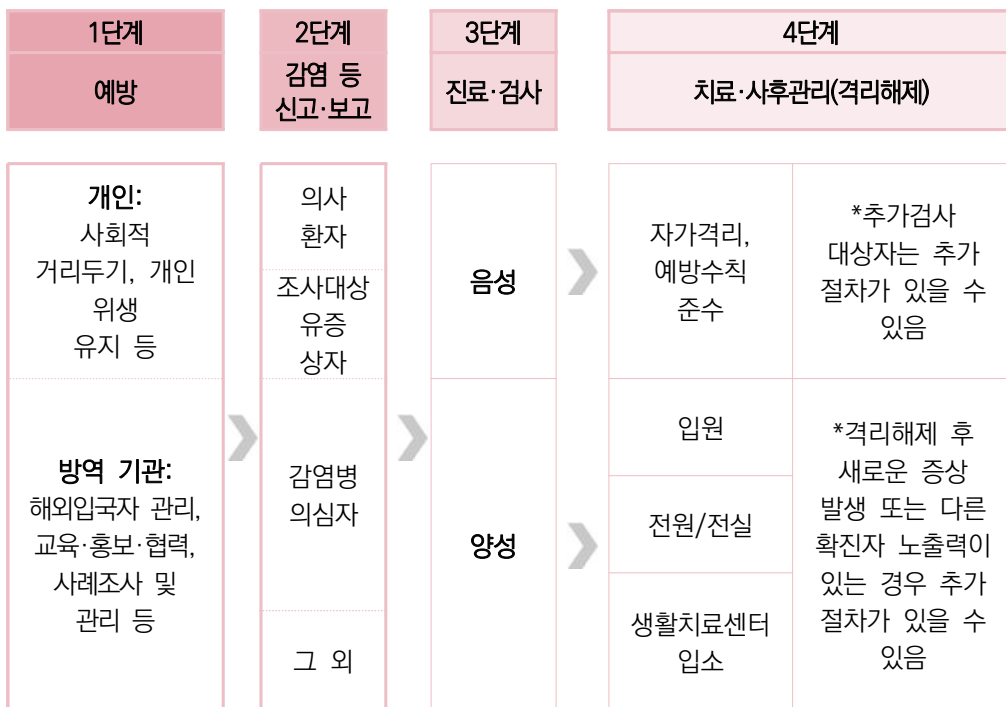 1단계
예방
2단계
감염 등
신고·보고
3단계
진료·검사
4단계
치료·사후관리(격리해제)
개인:
사회적
거리두기, 개인
위생
유지 등
방역 기관:
해외입국자 관리,
교육·홍보·협력,
사례조사 및
관리 등
의사
환자
조사대상
유증
상자
감염병
의심자
그 외
음성
자가격리,
예방수칙
준수
*추가검사
대상자는 추가
절차가 있을 수
있음
양성
입원
전원/전실
생활치료센터
입소
*격리해제 후
새로운 증상
발생 또는 다른
확진자 노출력이
있는 경우 추가
절차가 있을 수
있음